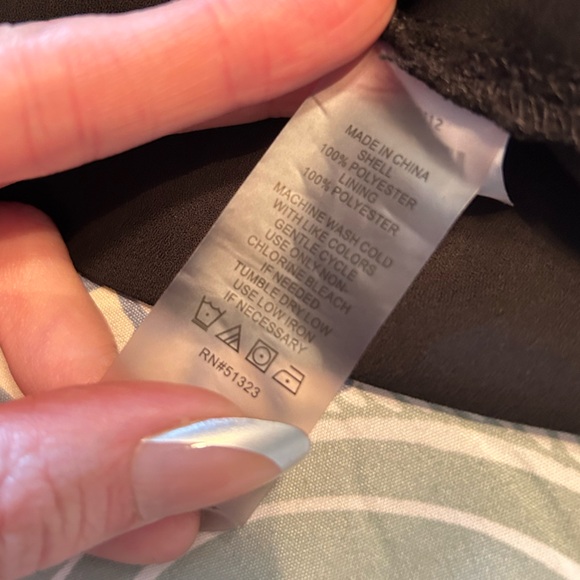 MADE IN CHINA
SHELL
100% POLYESTER
LINING
100% POLYESTER
MACHINE WASH COLD
WITH LIKE COLORS
GENTLE CYCLE
USE ONLY NON-
CHLORINE BLEACH
IF NEEDED
TUMBLE DRY LOW
USE LOW IRON
IF NECESSARY
RN#51323